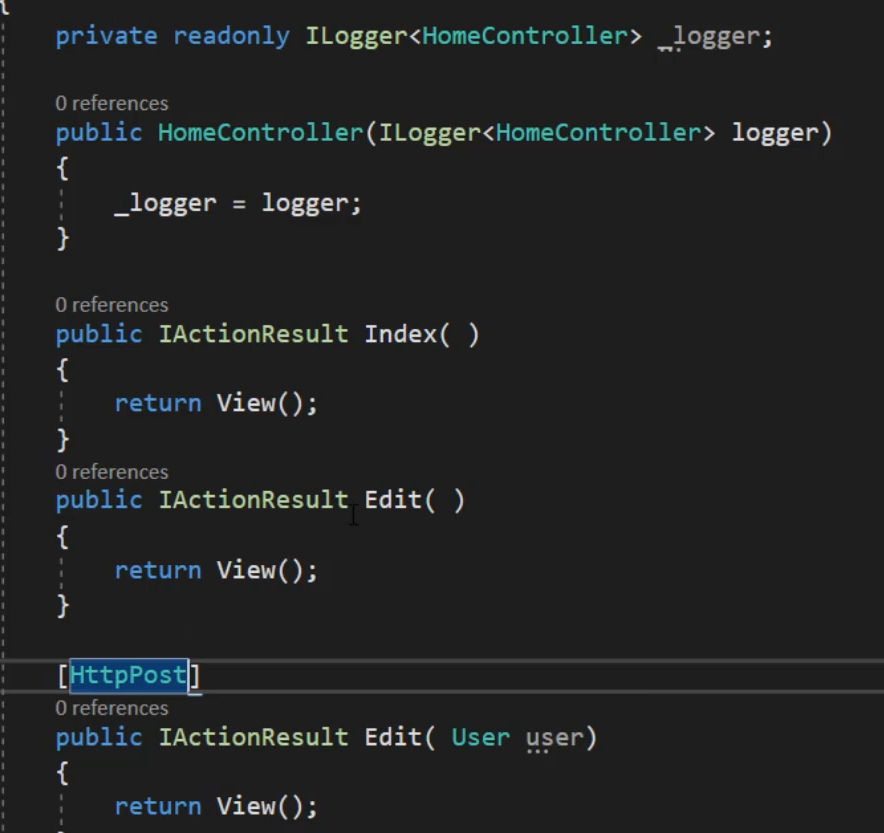 {
private readonly ILogger<HomeController> _logger;
0 references
public HomeController(ILogger<HomeController> logger)
{
_logger = logger;
}
0 references
public IActionResult Index( )
{
return View();
}
0 references
public IActionResult Edit( )
{
return View();
}
[HttpPost]
0 references
public IActionResult Edit( User user)
{
return View();
}